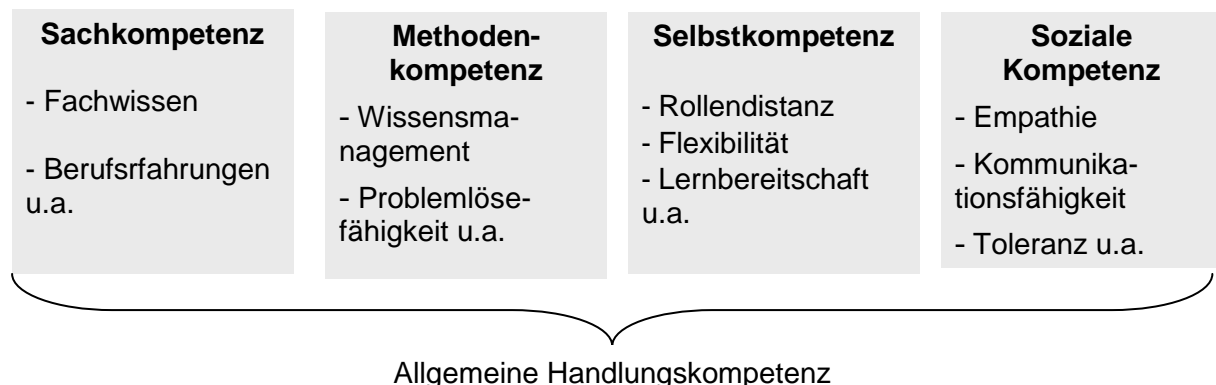 Sachkompetenz
- Fachwissen
- Berufsrfahrungen
u.a.
Methoden-
kompetenz
- Wissensma-
nagement
- Problemlöse-
fähigkeit u.a.
Selbstkompetenz
- Rollendistanz
- Flexibilität
- Lernbereitschaft
u.a.
Soziale
Kompetenz
- Empathie
- Kommunika-
tionsfähigkeit
- Toleranz u.a.
Allgemeine Handlungskompetenz